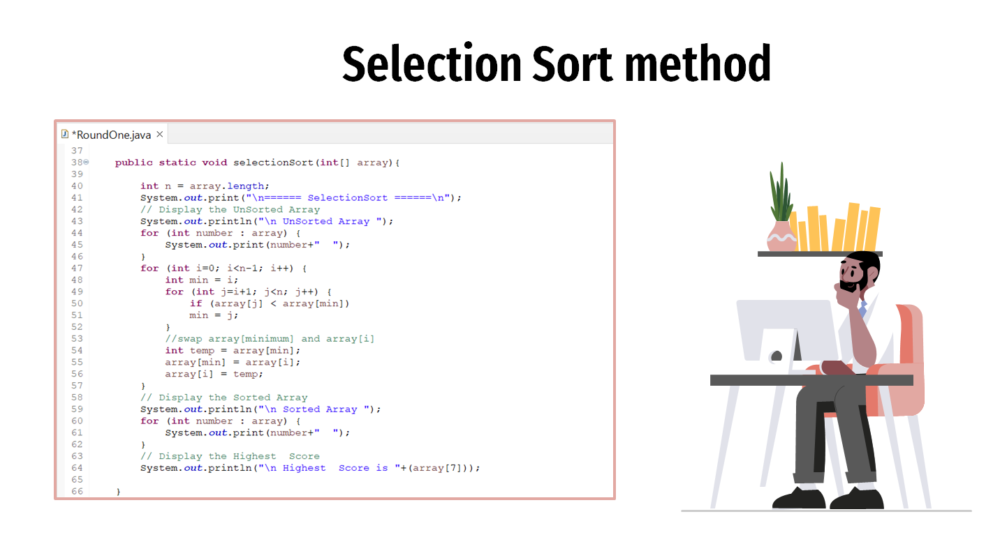 Selection Sort method
*RoundOne.java
37
38 public static void selectionSort(int[] array){
39
40 int n = array.length;
41 System.out.print("\n====== SelectionSort ======\n");
42 // Display the UnSorted Array
43 System.out.println("\n UnSorted Array ");
44 for (int number : array) {
45 System.out.print(number+"  ");
46 }
47 for (int i=0; i<n-1; i++) {
48 int min = i;
49 for (int j=i+1; j<n; j++) {
50 if (array[j] < array[min])
51 min = j;
52 }
53 //swap array[minimum] and array[i]
54 int temp = array[min];
55 array[min] = array[i];
56 array[i] = temp;
57 }
58 // Display the Sorted Array
59 System.out.println("\n Sorted Array ");
60 for (int number : array) {
61 System.out.print(number+"  ");
62 }
63 // Display the Highest  Score
64 System.out.println("\n Highest  Score is "+(array[7]));
65
66 }